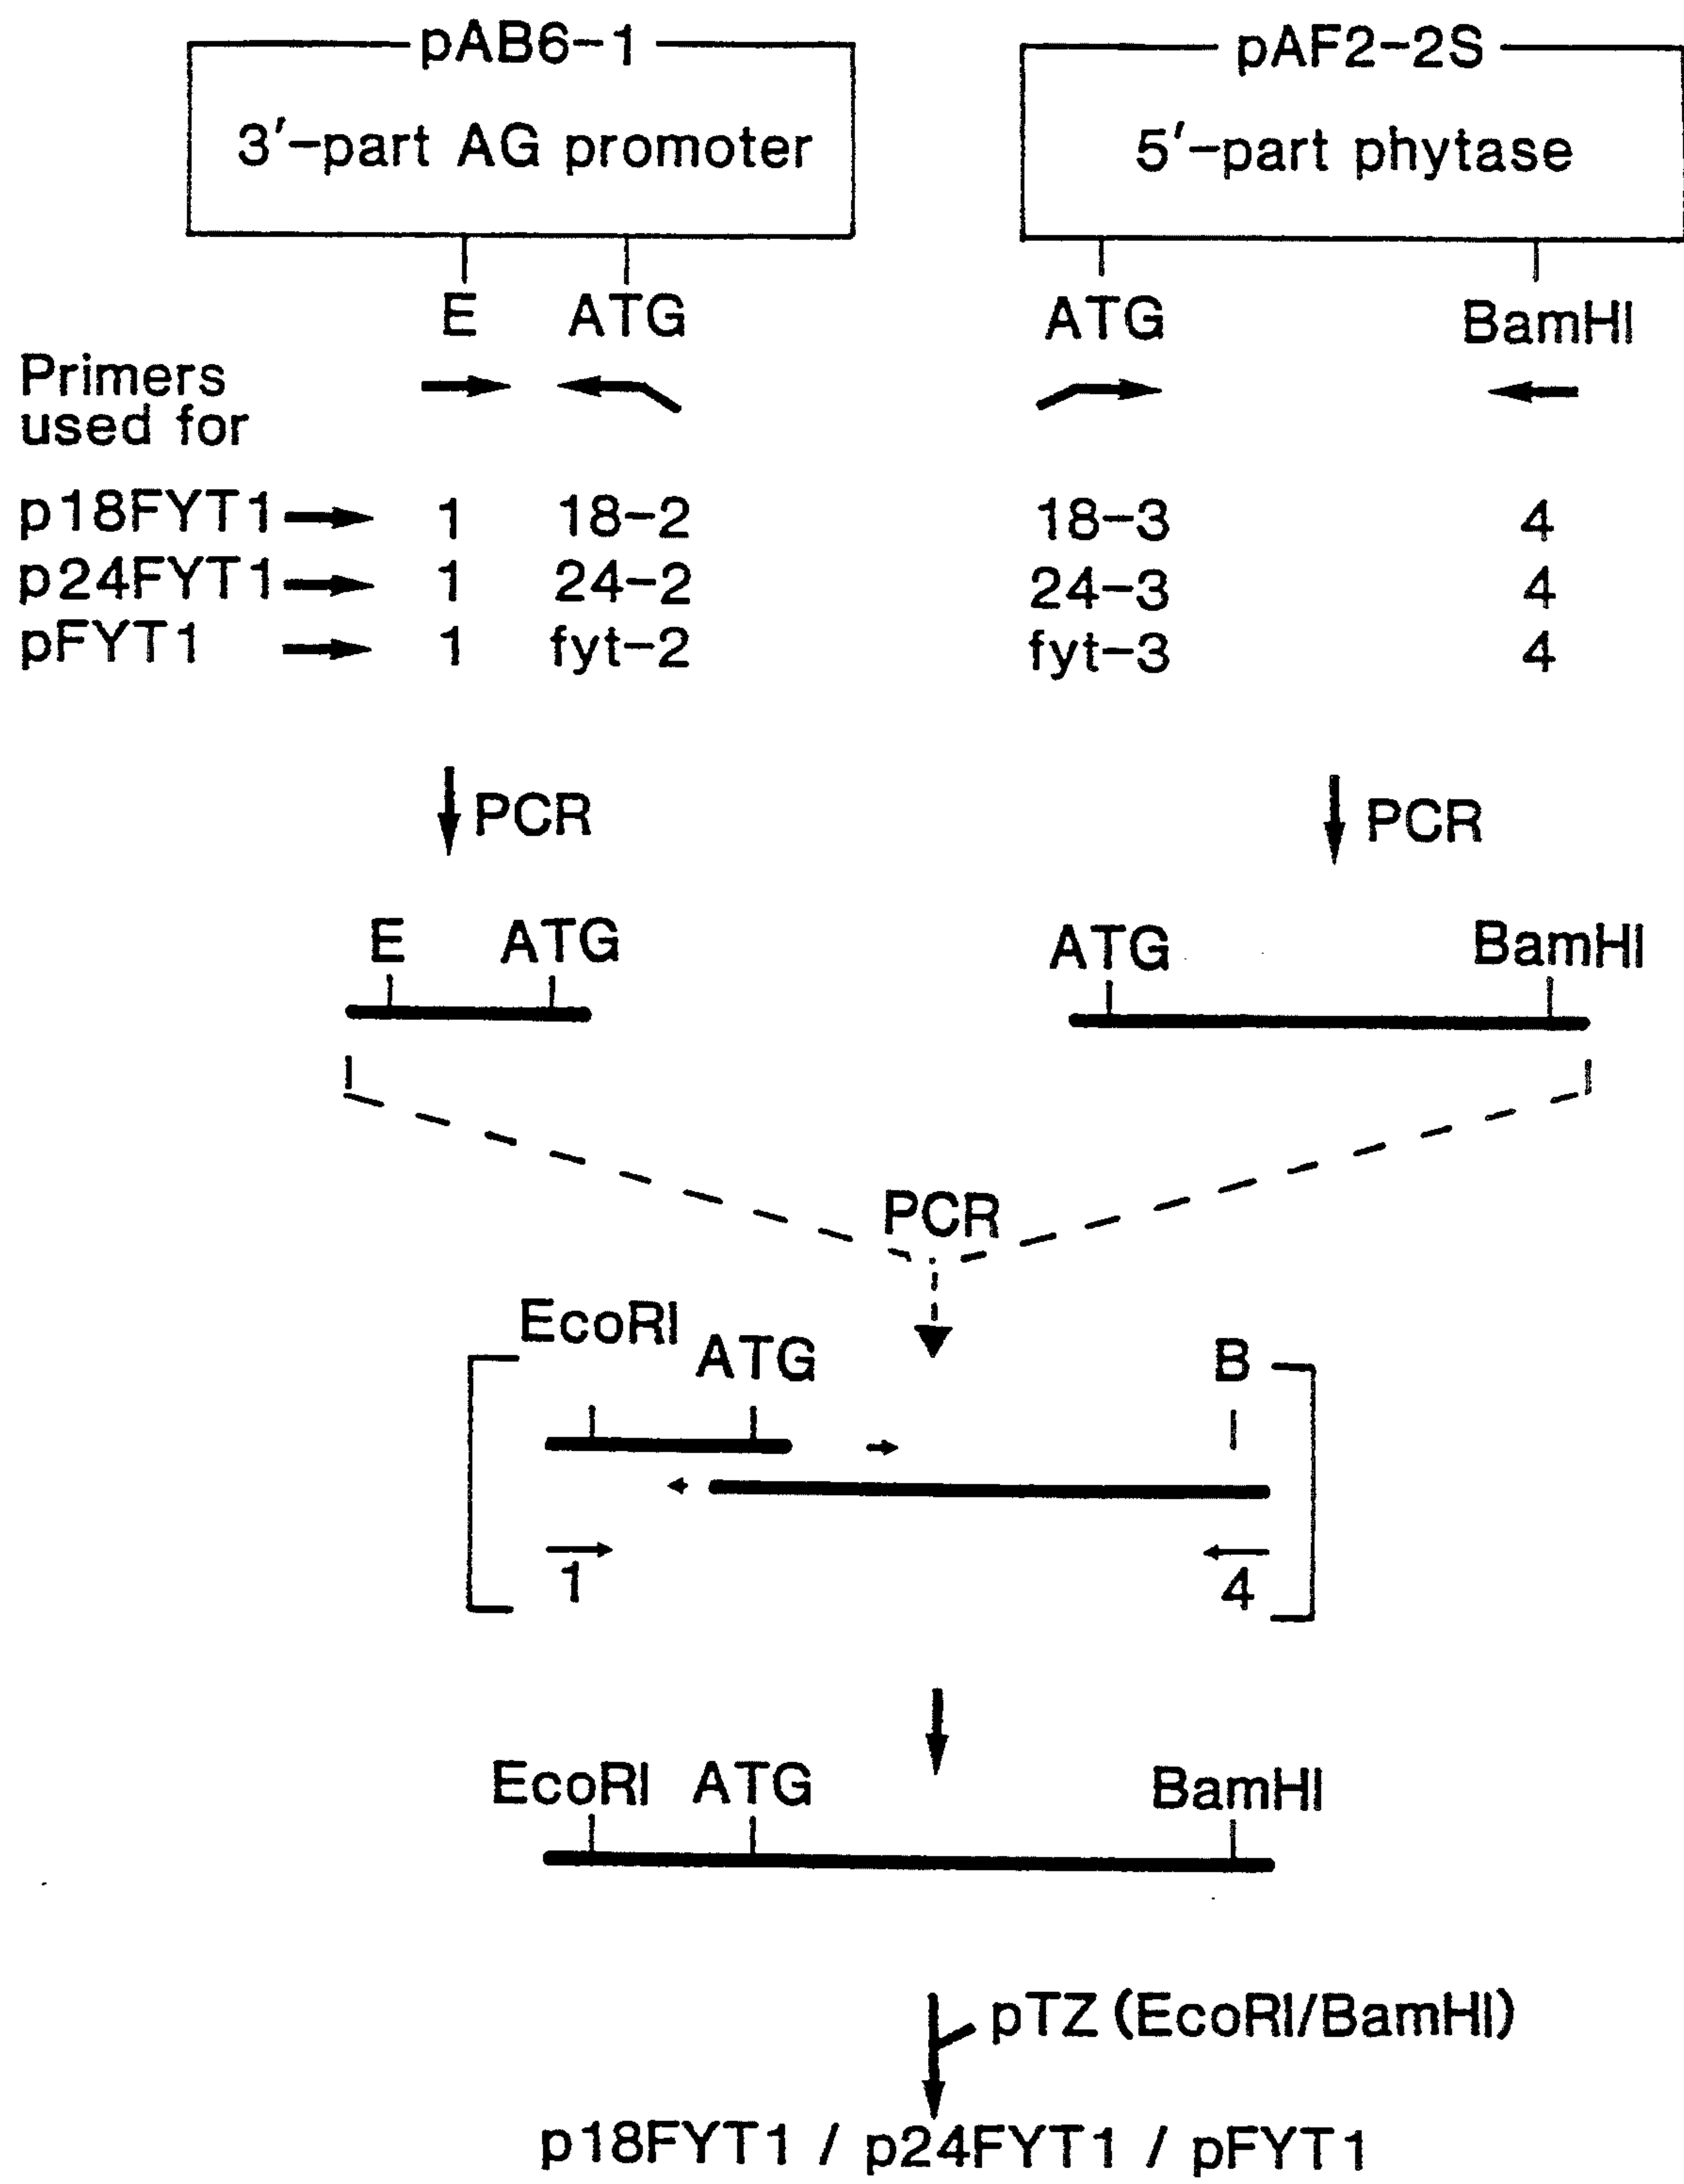 pAB6-1 pAF2-2S
3'-part AG promoter 5'-part phytase
E ATG ATG BamHI
Primers
used for
p18FYT1 1 18-2 18-3 4
p24FYT1 1 24-2 24-3 4
pFYT1 1 fyt-2 fyt-3 4
PCR PCR
E ATG ATG BamHI
PCR
EcoRI ATG B
1 4
EcoRI ATG BamHI
pTZ (EcoRI/BamHI)
p18FYT1 / p24FYT1 / pFYT1